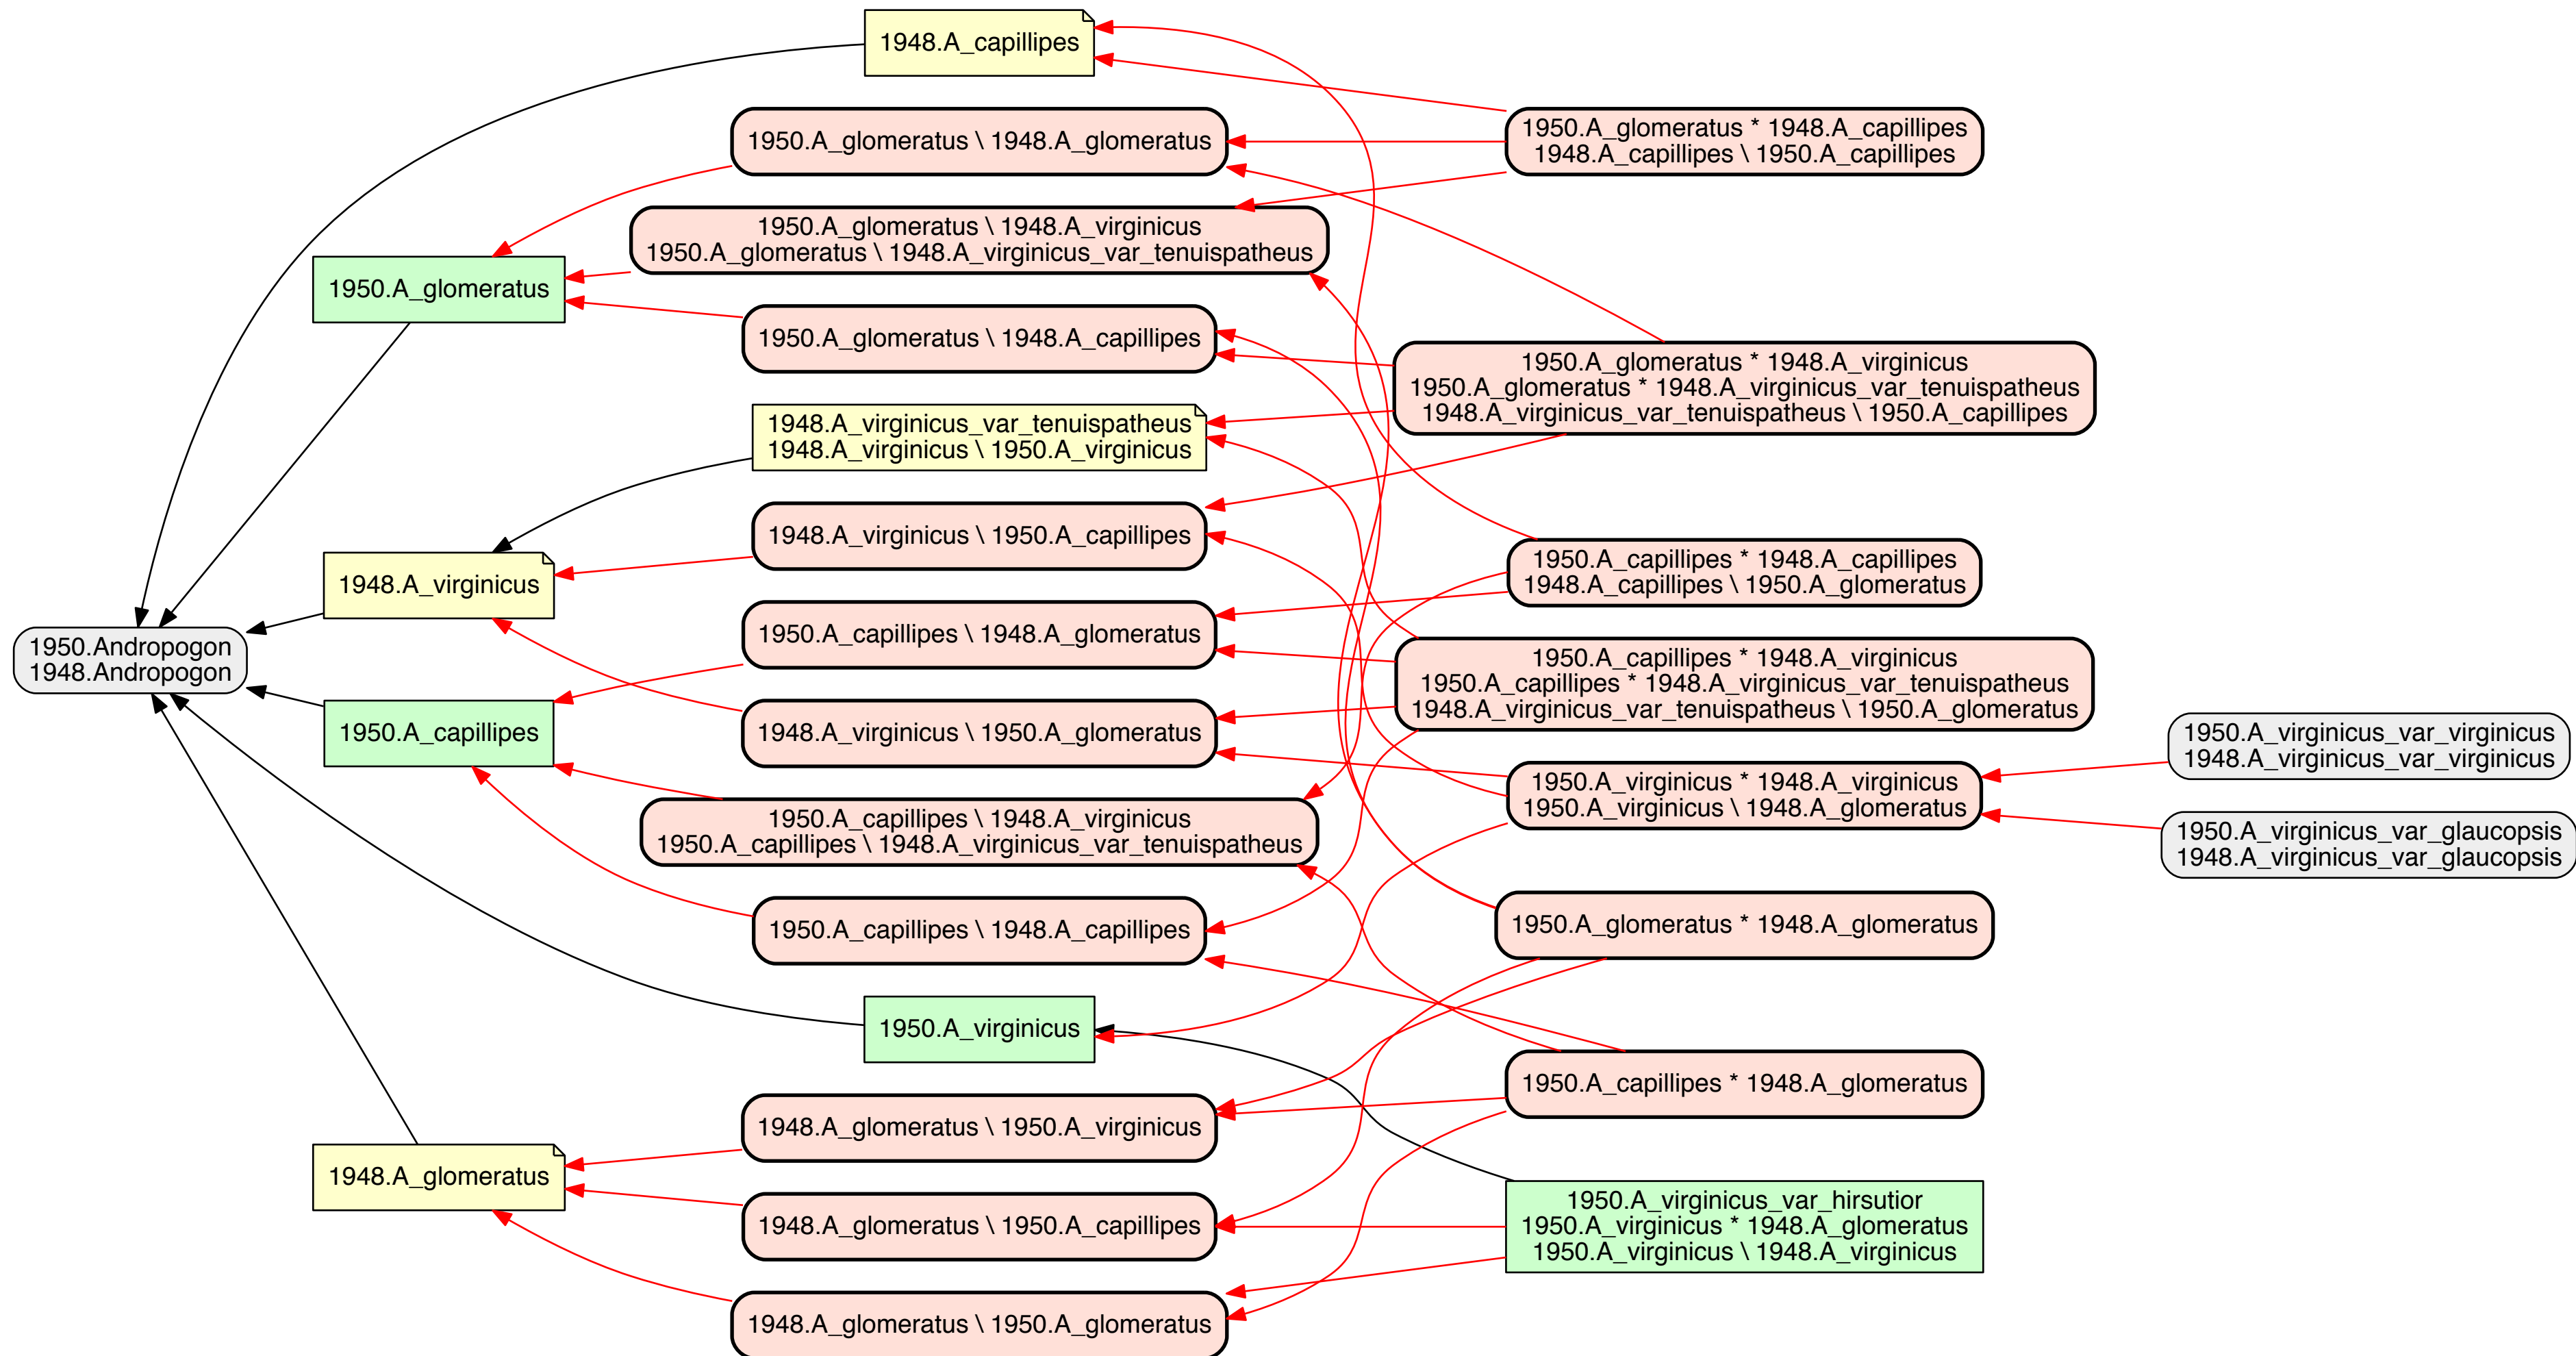 1948.A_capillipes
1950.A_glomeratus \ 1948.A_glomeratus
1950.A_glomeratus * 1948.A_capillipes
1948.A_capillipes \ 1950.A_capillipes
1950.A_glomeratus \ 1948.A_virginicus
1950.A_glomeratus \ 1948.A_virginicus_var_tenuispatheus
1950.A_glomeratus
1950.A_glomeratus \ 1948.A_capillipes
1950.A_glomeratus * 1948.A_virginicus
1950.A_glomeratus * 1948.A_virginicus_var_tenuispatheus
1948.A_virginicus_var_tenuispatheus \ 1950.A_capillipes
1948.A_virginicus_var_tenuispatheus
1948.A_virginicus \ 1950.A_virginicus
1948.A_virginicus \ 1950.A_capillipes
1948.A_virginicus
1950.A_capillipes * 1948.A_capillipes
1948.A_capillipes \ 1950.A_glomeratus
1950.Andropogon
1948.Andropogon
1950.A_capillipes \ 1948.A_glomeratus
1950.A_capillipes * 1948.A_virginicus
1950.A_capillipes * 1948.A_virginicus_var_tenuispatheus
1948.A_virginicus_var_tenuispatheus \ 1950.A_glomeratus
1950.A_capillipes
1948.A_virginicus \ 1950.A_glomeratus
1950.A_virginicus_var_virginicus
1948.A_virginicus_var_virginicus
1950.A_virginicus * 1948.A_virginicus
1950.A_virginicus \ 1948.A_glomeratus
1950.A_capillipes \ 1948.A_virginicus
1950.A_capillipes \ 1948.A_virginicus_var_tenuispatheus
1950.A_virginicus_var_glaucopsis
1948.A_virginicus_var_glaucopsis
1950.A_capillipes \ 1948.A_capillipes
1950.A_glomeratus * 1948.A_glomeratus
1950.A_virginicus
1950.A_capillipes * 1948.A_glomeratus
1948.A_glomeratus \ 1950.A_virginicus
1948.A_glomeratus
1948.A_glomeratus \ 1950.A_capillipes
1950.A_virginicus_var_hirsutior
1950.A_virginicus * 1948.A_glomeratus
1950.A_virginicus \ 1948.A_virginicus
1948.A_glomeratus \ 1950.A_glomeratus